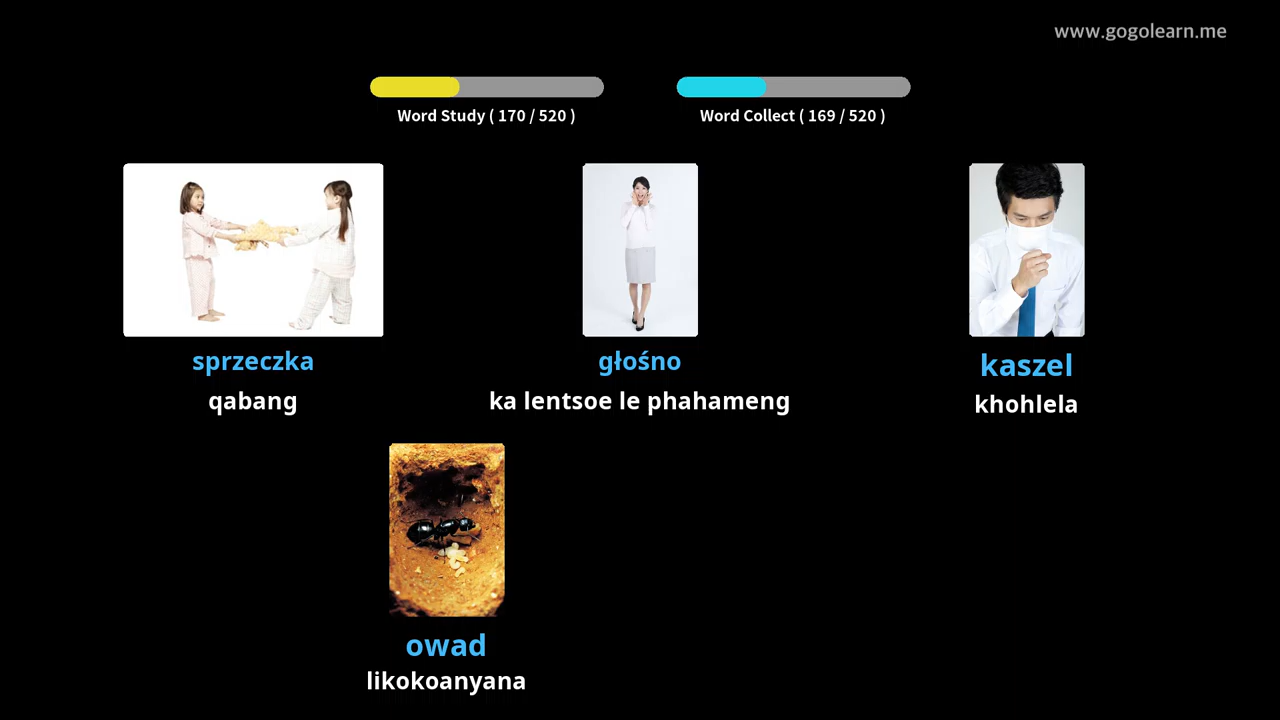 www.gogolearn.me
Word Study ( 170 / 520 )
Word Collect ( 169 / 520 )
sprzeczka
qabang
głośno
ka lentsoe le phahameng
kaszel
khohlela
owad
likokoanyana